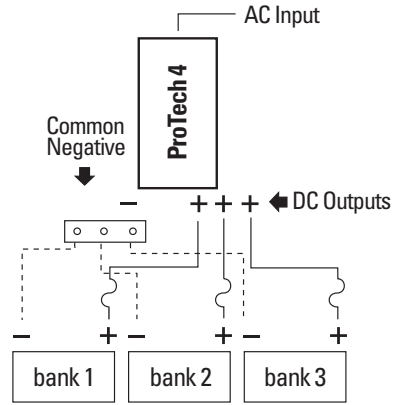 AC Input
ProTech 4
Common
Negative
− + + + DC Outputs
− + − + − +
bank 1 bank 2 bank 3